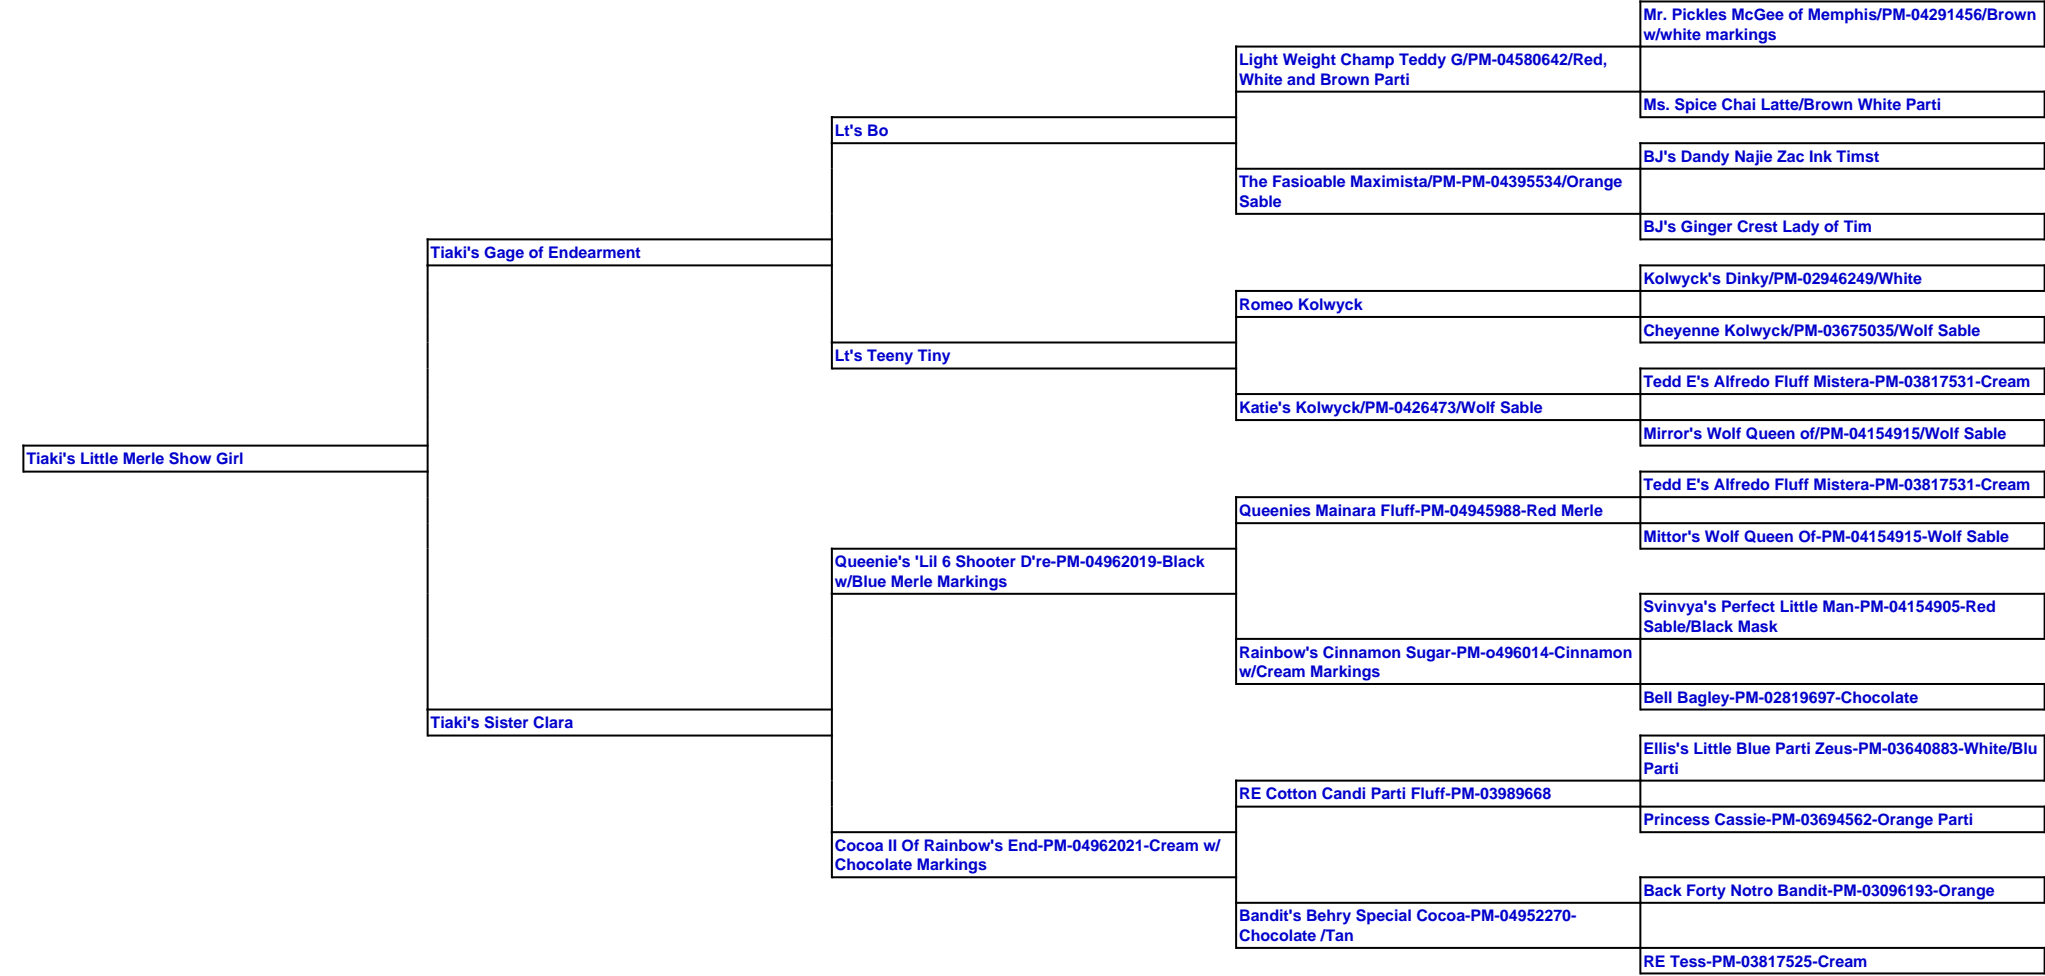 Mr. Pickles McGee of Memphis/PM-04291456/Brown
w/white markings
Light Weight Champ Teddy G/PM-04580642/Red,
White and Brown Parti
Ms. Spice Chai Latte/Brown White Parti
Lt's Bo
BJ's Dandy Najie Zac Ink Timst
The Fasioable Maximista/PM-PM-04395534/Orange
Sable
BJ's Ginger Crest Lady of Tim
Tiaki's Gage of Endearment
Kolwyck's Dinky/PM-02946249/White
Romeo Kolwyck
Cheyenne Kolwyck/PM-03675035/Wolf Sable
Lt's Teeny Tiny
Tedd E's Alfredo Fluff Mistera-PM-03817531-Cream
Katie's Kolwyck/PM-0426473/Wolf Sable
Mirror's Wolf Queen of/PM-04154915/Wolf Sable
Tiaki's Little Merle Show Girl
Tedd E's Alfredo Fluff Mistera-PM-03817531-Cream
Queenies Mainara Fluff-PM-04945988-Red Merle
Mittor's Wolf Queen Of-PM-04154915-Wolf Sable
Queenie's 'Lil 6 Shooter D're-PM-04962019-Black
w/Blue Merle Markings
Svinvya's Perfect Little Man-PM-04154905-Red
Sable/Black Mask
Rainbow's Cinnamon Sugar-PM-o496014-Cinnamon
w/Cream Markings
Bell Bagley-PM-02819697-Chocolate
Tiaki's Sister Clara
Ellis's Little Blue Parti Zeus-PM-03640883-White/Blu
Parti
RE Cotton Candi Parti Fluff-PM-03989668
Princess Cassie-PM-03694562-Orange Parti
Cocoa II Of Rainbow's End-PM-04962021-Cream w/
Chocolate Markings
Back Forty Notro Bandit-PM-03096193-Orange
Bandit's Behry Special Cocoa-PM-04952270-
Chocolate /Tan
RE Tess-PM-03817525-Cream